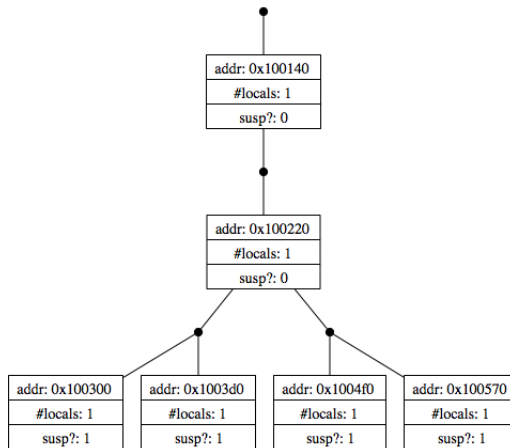 addr: 0x100140
#locals: 1
susp?: 0
addr: 0x100220
#locals: 1
susp?: 0
addr: 0x100300
#locals: 1
susp?: 1
addr: 0x1003d0
#locals: 1
susp?: 1
addr: 0x1004f0
#locals: 1
susp?: 1
addr: 0x100570
#locals: 1
susp?: 1